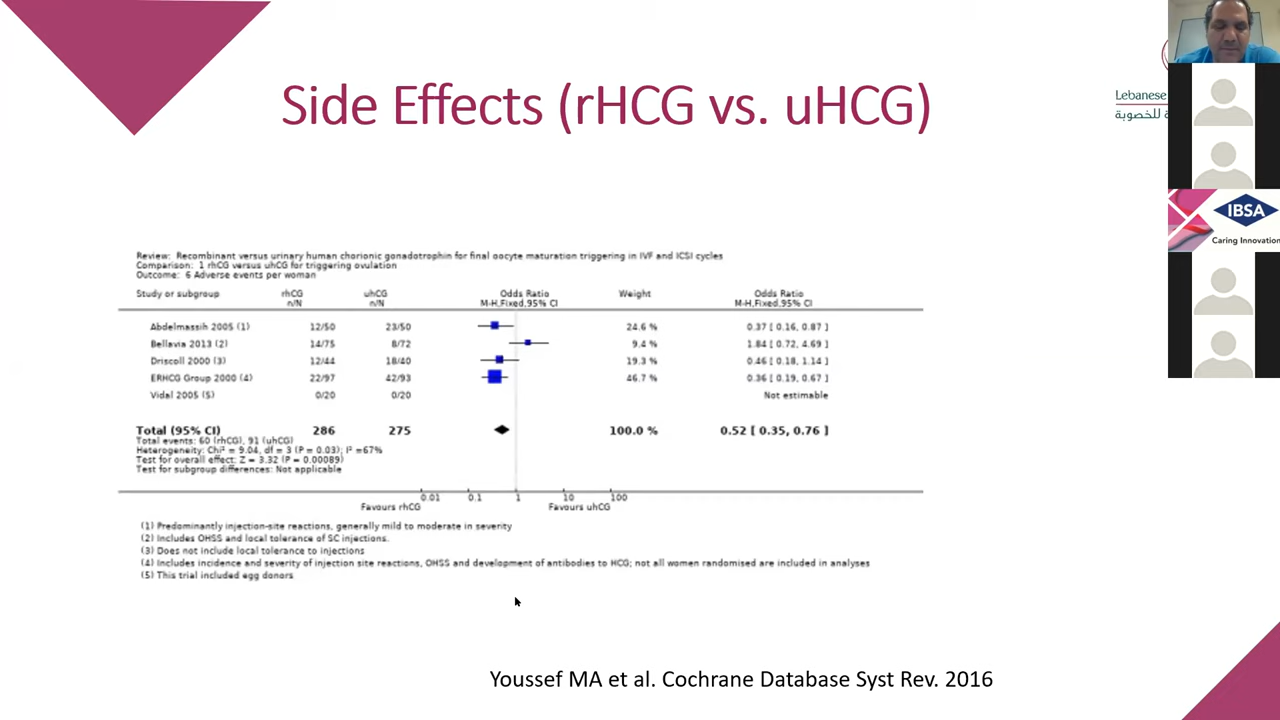 Side Effects (rHCG vs. uHCG)
Lebanese
للخصوبة
IBSA
Caring Innovation
Review: Recombinant versus urinary human chorionic gonadotrophin for final oocyte maturation triggering in IVF and ICSI cycles
Comparison: 1 rhCG versus uhCG for triggering ovulation
Outcome: 6 Adverse events per woman
Study or subgroup rhCG uhCG Odds Ratio Weight Odds Ratio
n/N n/N M-H,Fixed,95% CI M-H,Fixed,95% CI
Abdelmassih 2005 (1) 12/50 23/50 24.6 % 0.37 [ 0.16, 0.87 ]
Bellavia 2013 (2) 14/75 8/72 9.4 % 1.84 [ 0.72, 4.69 ]
Driscoll 2000 (3) 12/44 18/40 19.3 % 0.46 [ 0.18, 1.14 ]
ERHCG Group 2000 (4) 22/97 42/93 46.7 % 0.36 [ 0.19, 0.67 ]
Vidal 2005 (5) 0/20 0/20 Not estimable
Total (95% CI) 286 275 100.0 % 0.52 [ 0.35, 0.76 ]
Total events: 60 (rhCG), 91 (uhCG)
Heterogeneity: Chi² = 9.04, df = 3 (P = 0.03); I² =67%
Test for overall effect: Z = 3.32 (P = 0.00089)
Test for subgroup differences: Not applicable
0.01 0.1 1 10 100
Favours rhCG Favours uhCG
(1) Predominantly injection-site reactions, generally mild to moderate in severity
(2) Includes OHSS and local tolerance of SC injections.
(3) Does not include local tolerance to injections
(4) Includes incidence and severity of injection site reactions, OHSS and development of antibodies to HCG; not all women randomised are included in analyses
(5) This trial included egg donors
Youssef MA et al. Cochrane Database Syst Rev. 2016